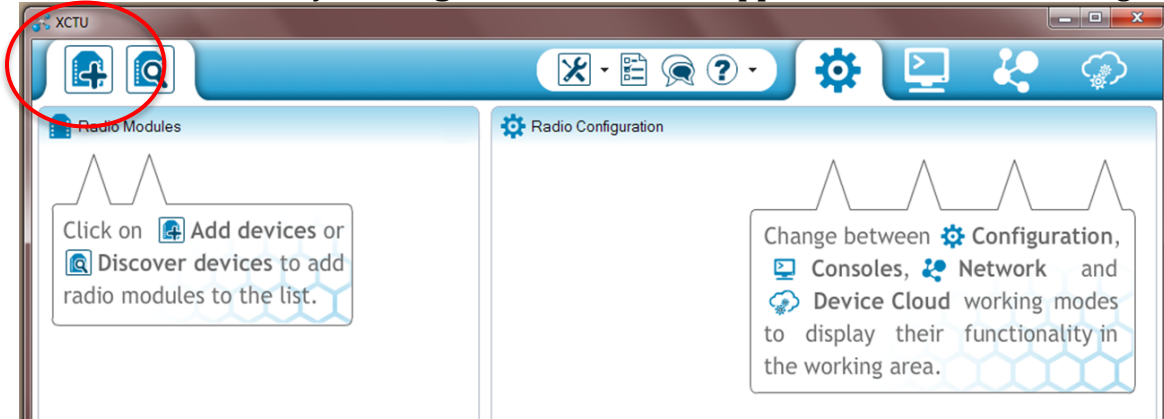 XCTU
Radio Modules
Radio Configuration
Click on Add devices or
Discover devices to add
radio modules to the list.
Change between Configuration,
Consoles, Network and
Device Cloud working modes
to display their functionality in
the working area.